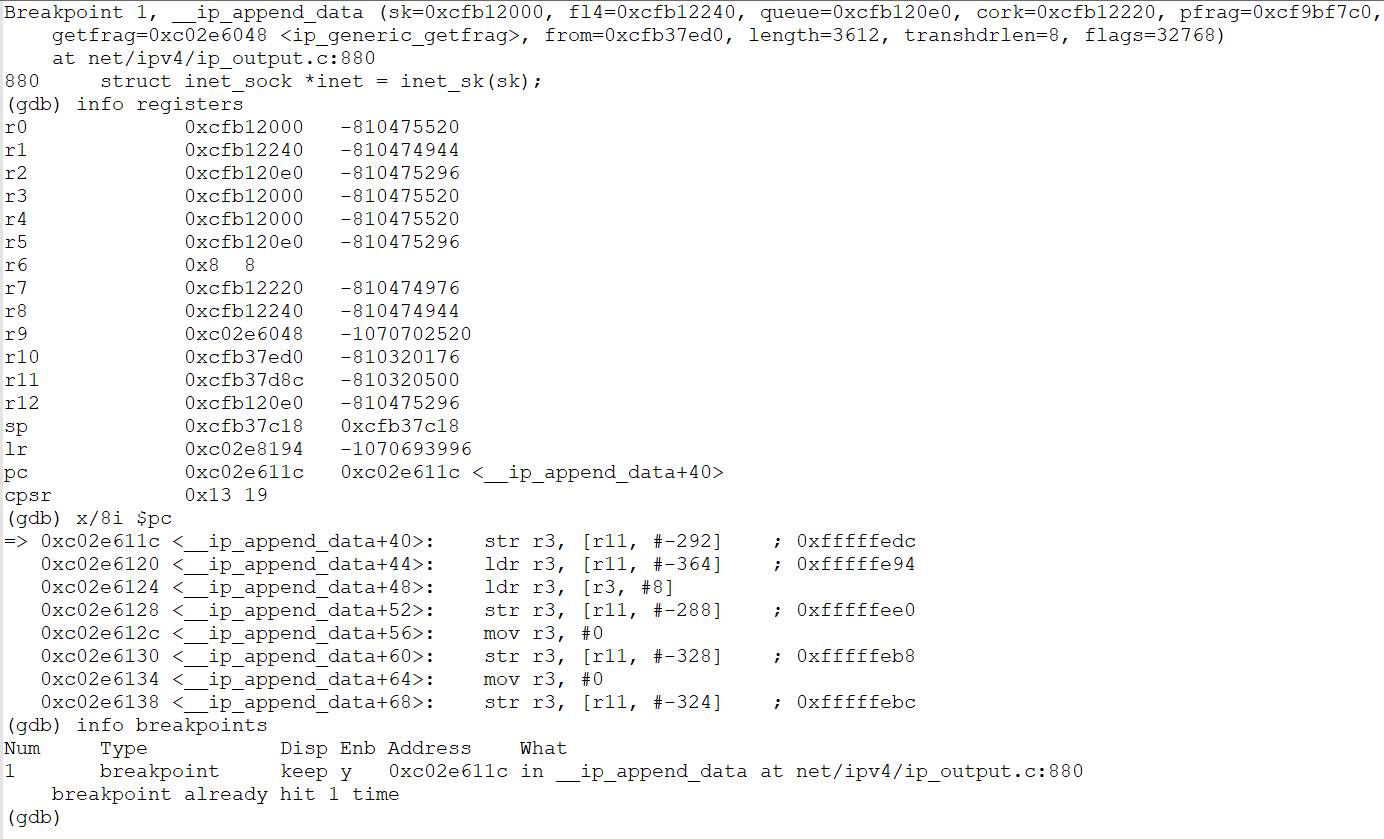 Breakpoint 1, __ip_append_data (sk=0xcfb12000, fl4=0xcfb12240, queue=0xcfb120e0, cork=0xcfb12220, pfrag=0xcf9bf7c0,
    getfrag=0xc02e6048 <ip_generic_getfrag>, from=0xcfb37ed0, length=3612, transhdrlen=8, flags=32768)
    at net/ipv4/ip_output.c:880
880     struct inet_sock *inet = inet_sk(sk);
(gdb) info registers
r0             0xcfb12000   -810475520
r1             0xcfb12240   -810474944
r2             0xcfb120e0   -810475296
r3             0xcfb12000   -810475520
r4             0xcfb12000   -810475520
r5             0xcfb120e0   -810475296
r6             0x8  8
r7             0xcfb12220   -810474976
r8             0xcfb12240   -810474944
r9             0xc02e6048   -1070702520
r10            0xcfb37ed0   -810320176
r11            0xcfb37d8c   -810320500
r12            0xcfb120e0   -810475296
sp             0xcfb37c18   0xcfb37c18
lr             0xc02e8194   -1070693996
pc             0xc02e611c   0xc02e611c <__ip_append_data+40>
cpsr           0x13 19
(gdb) x/8i $pc
=> 0xc02e611c <__ip_append_data+40>:    str r3, [r11, #-292]    ; 0xfffffedc
   0xc02e6120 <__ip_append_data+44>:    ldr r3, [r11, #-364]    ; 0xfffffe94
   0xc02e6124 <__ip_append_data+48>:    ldr r3, [r3, #8]
   0xc02e6128 <__ip_append_data+52>:    str r3, [r11, #-288]    ; 0xfffffee0
   0xc02e612c <__ip_append_data+56>:    mov r3, #0
   0xc02e6130 <__ip_append_data+60>:    str r3, [r11, #-328]    ; 0xfffffeb8
   0xc02e6134 <__ip_append_data+64>:    mov r3, #0
   0xc02e6138 <__ip_append_data+68>:    str r3, [r11, #-324]    ; 0xfffffebc
(gdb) info breakpoints
Num     Type           Disp Enb Address    What
1       breakpoint     keep y   0xc02e611c in __ip_append_data at net/ipv4/ip_output.c:880
    breakpoint already hit 1 time
(gdb)